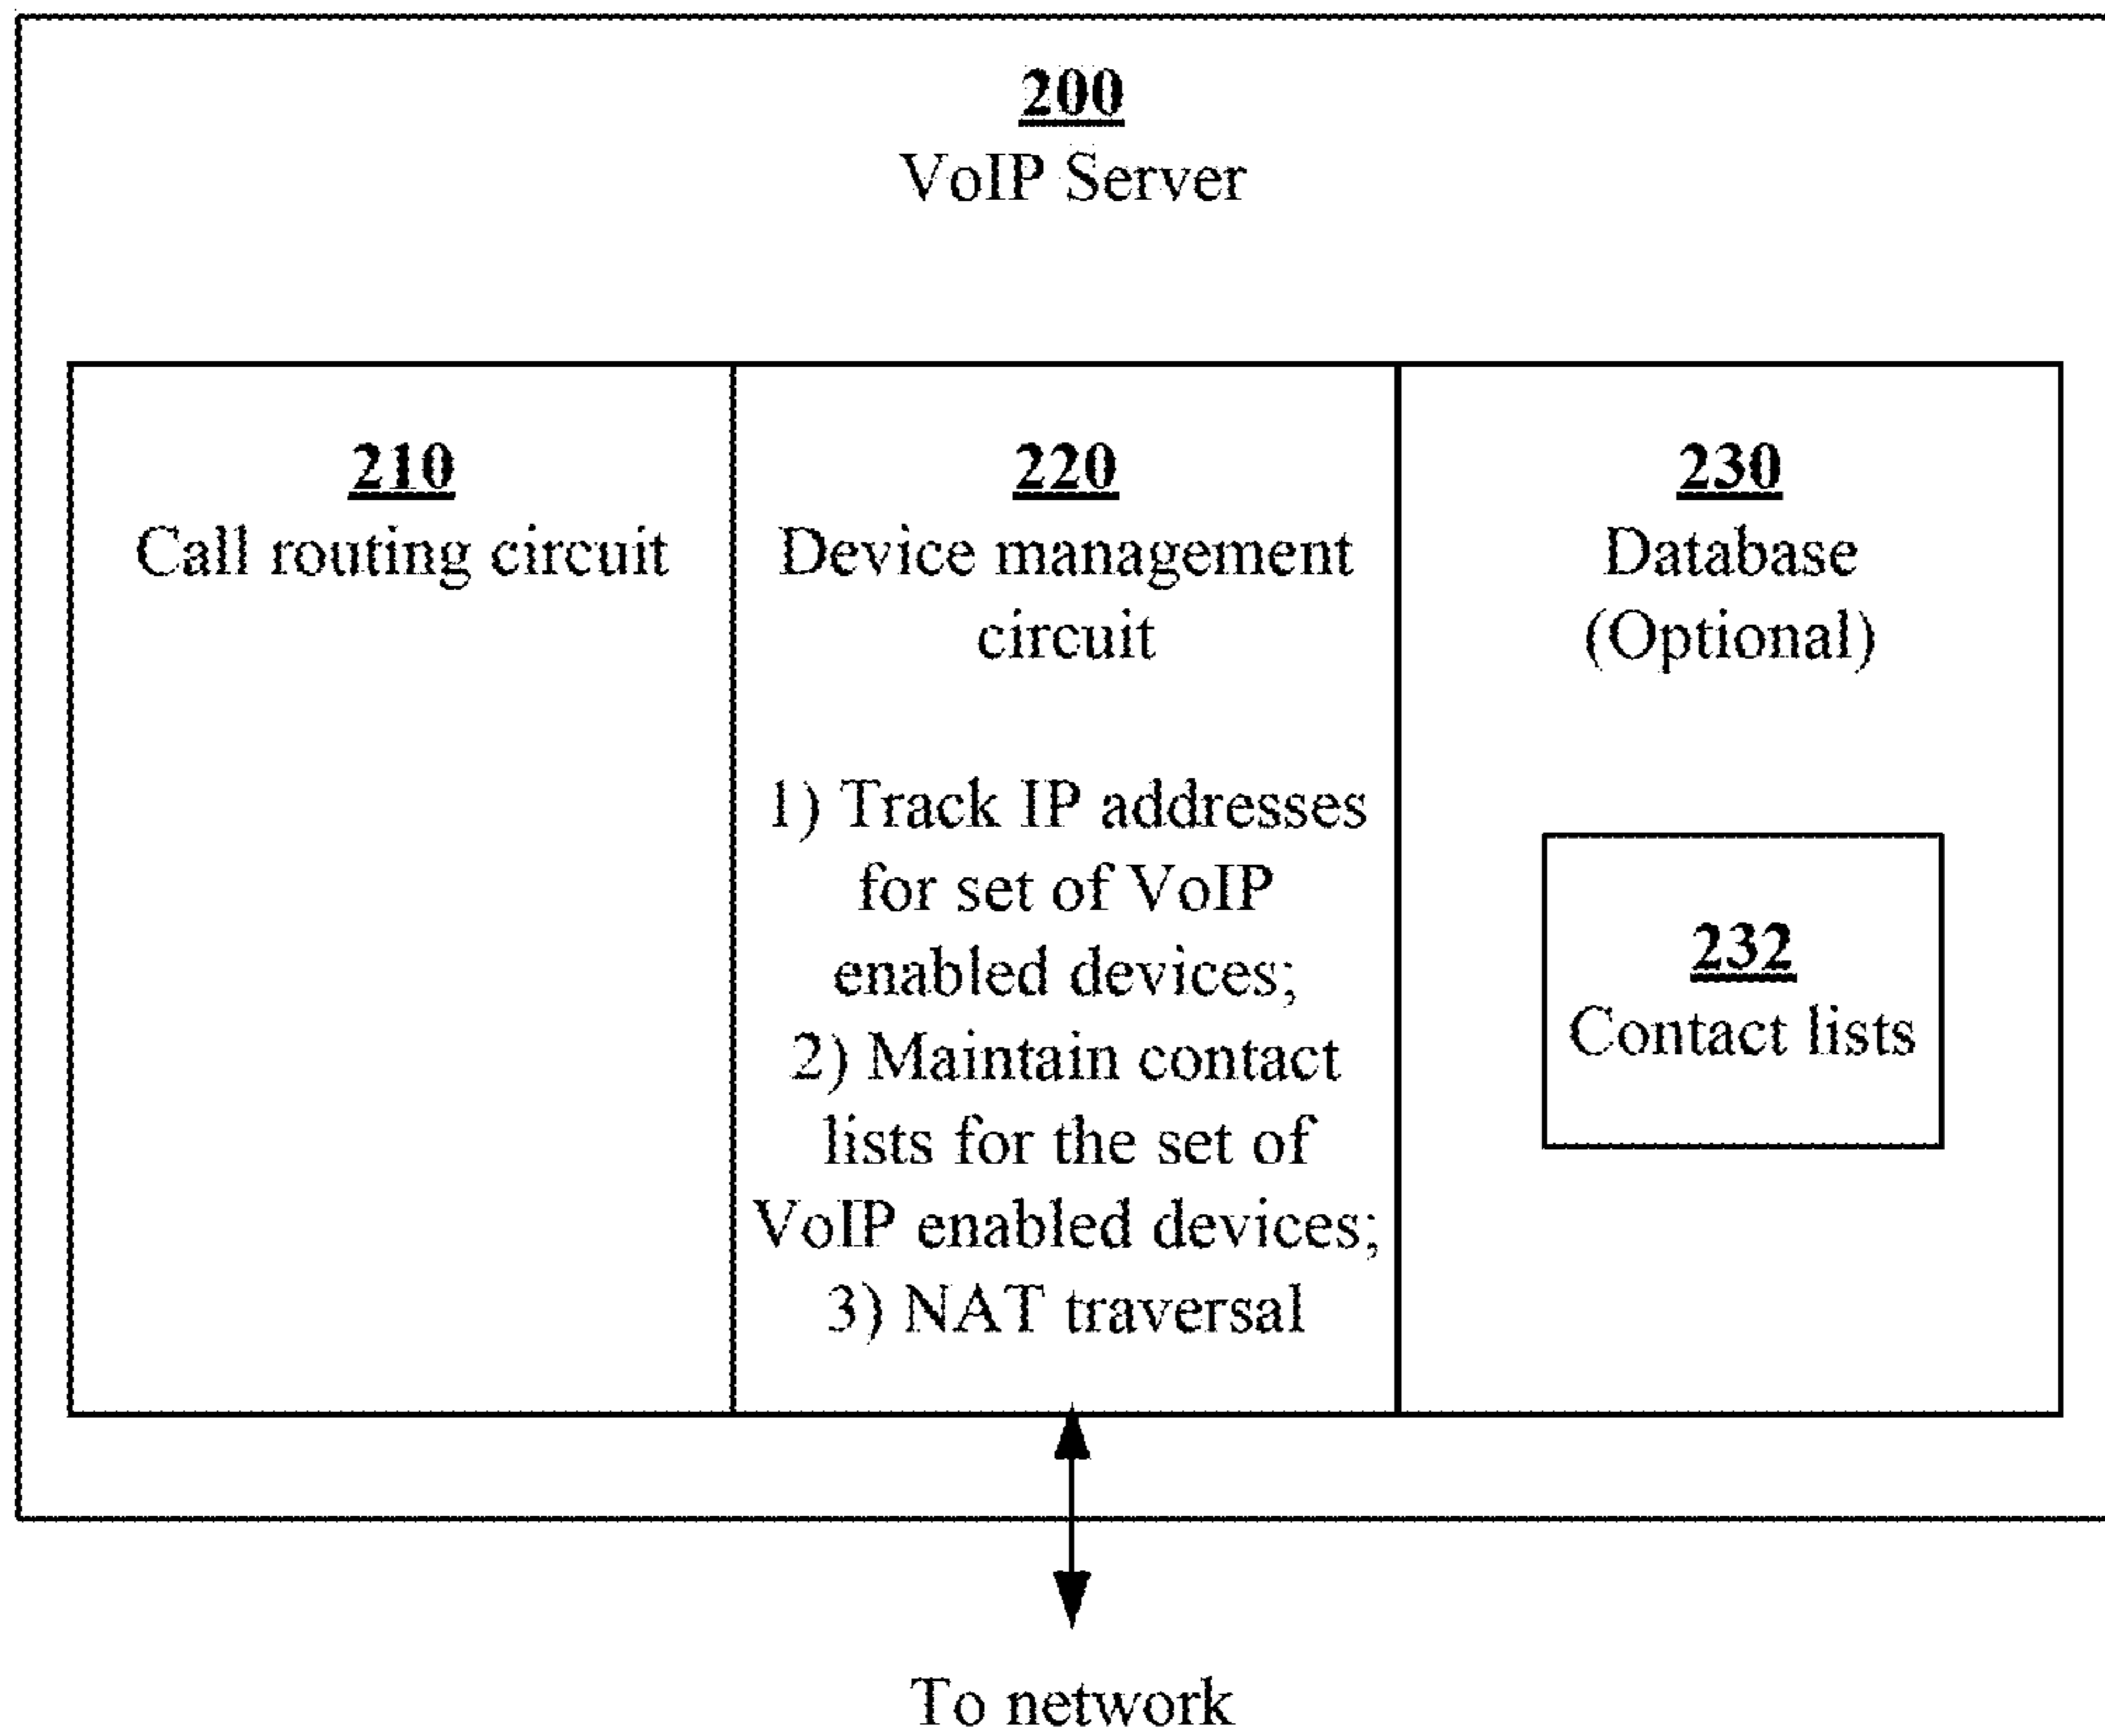 200
VoIP Server
210
Call routing circuit
220
Device management
circuit
1) Track IP addresses
for set of VoIP
enabled devices;
2) Maintain contact
lists for the set of
VoIP enabled devices;
3) NAT traversal
230
Database
(Optional)
232
Contact lists
To network